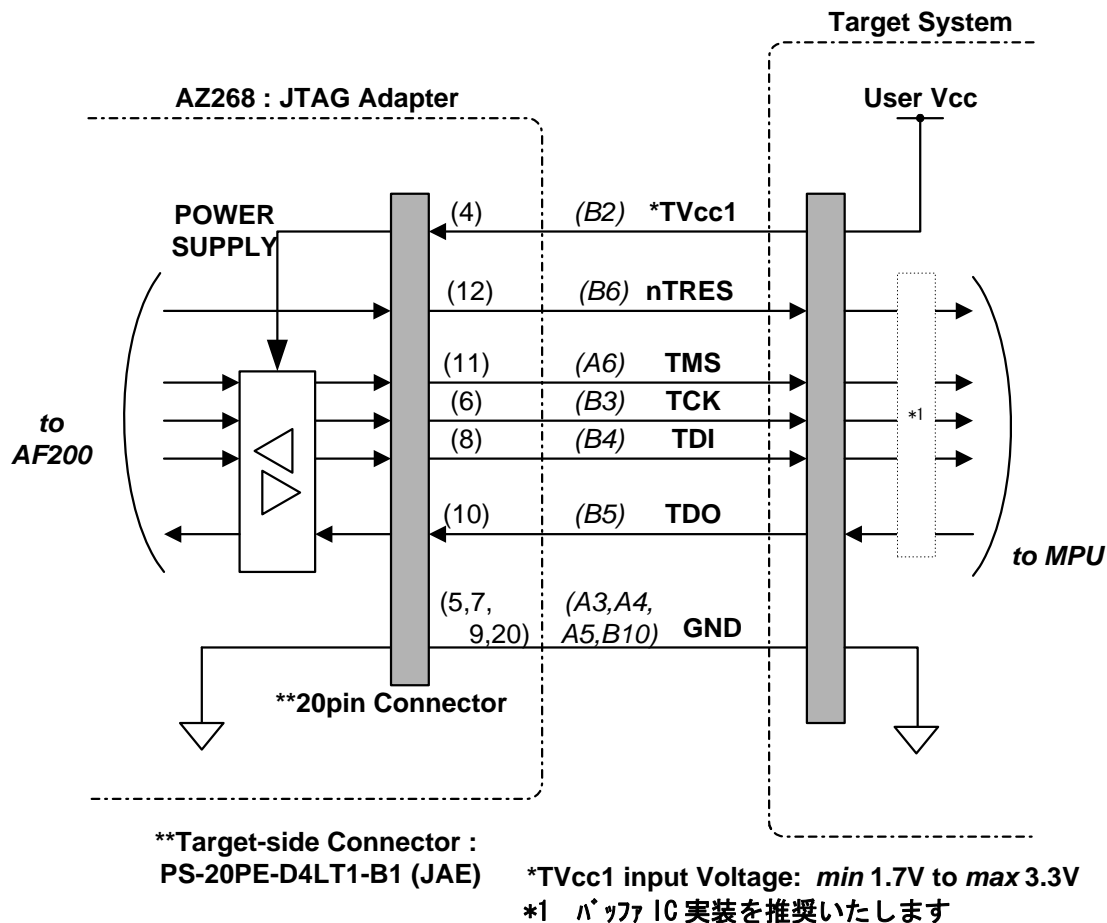 Target System
AZ268 : JTAG Adapter
User Vcc
POWER
SUPPLY
(4) (B2) *TVcc1
(12) (B6) nTRES
(11) (A6) TMS
(6) (B3) TCK
*1
(8) (B4) TDI
to
AF200
(10) (B5) TDO
to MPU
(5,7, (A3,A4,
9,20) A5,B10) GND
**20pin Connector
**Target-side Connector :
PS-20PE-D4LT1-B1 (JAE)
*TVcc1 input Voltage: min 1.7V to max 3.3V
*1 バッファIC実装を推奨いたします